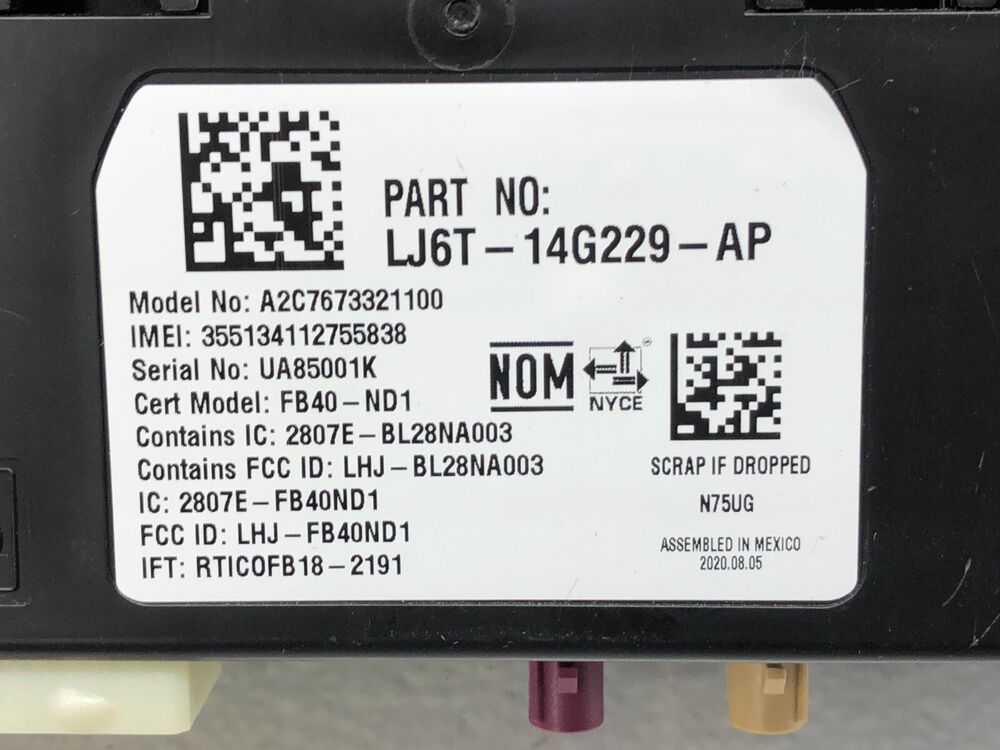 PART NO:
LJ6T-14G229-AP
Model No: A2C7673321100
IMEI: 355134112755838
Serial No: UA85001K
Cert Model: FB40-ND1
Contains IC: 2807E-BL28NA003
Contains FCC ID: LHJ-BL28NA003
IC: 2807E-FB40ND1
FCC ID: LHJ-FB40ND1
IFT: RTICOFB18-2191
NOM
NYCE
SCRAP IF DROPPED
N75UG
ASSEMBLED IN MEXICO
2020.08.05